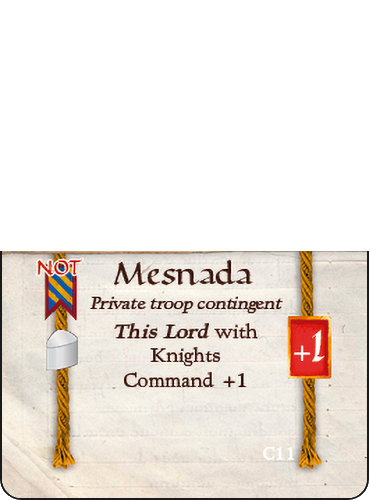 NOT
Mesnada
Private troop contingent
This Lord with
Knights
Command +1
+1
C11